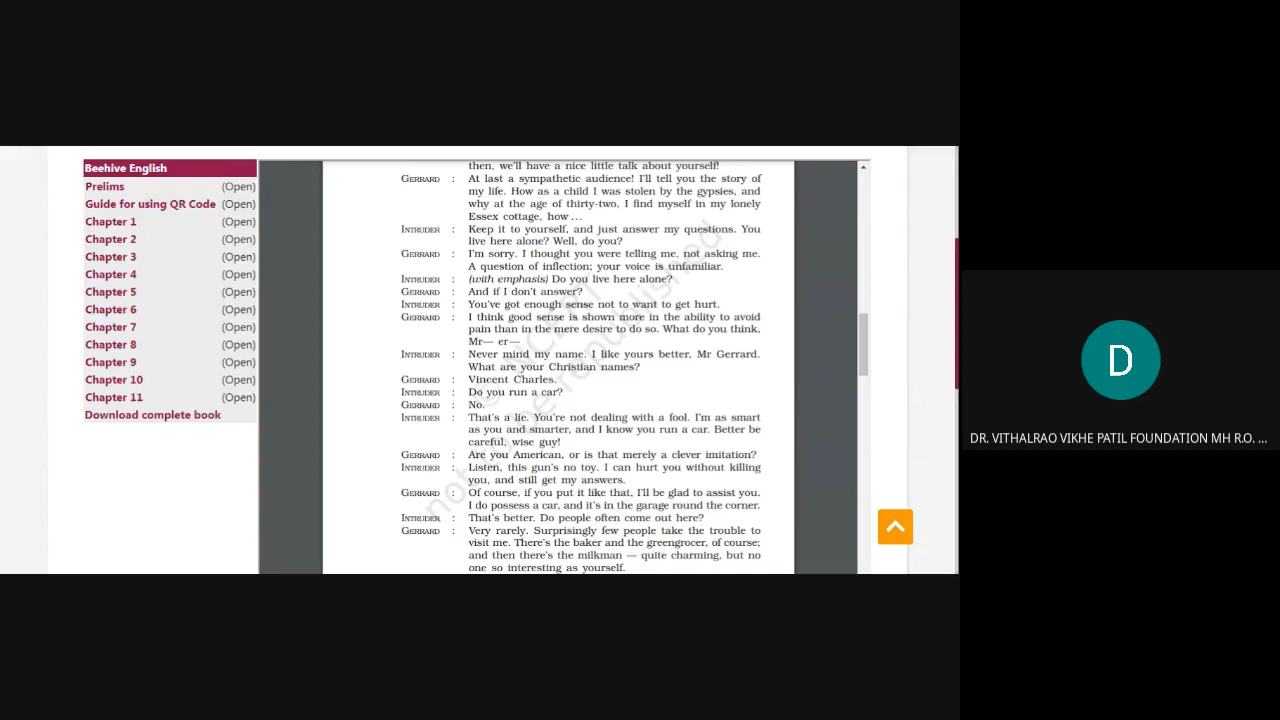 Beehive English
Prelims (Open)
Guide for using QR Code (Open)
Chapter 1 (Open)
Chapter 2 (Open)
Chapter 3 (Open)
Chapter 4 (Open)
Chapter 5 (Open)
Chapter 6 (Open)
Chapter 7 (Open)
Chapter 8 (Open)
Chapter 9 (Open)
Chapter 10 (Open)
Chapter 11 (Open)
Download complete book
then, we'll have a nice little talk about yourself!
GERRARD : At last a sympathetic audience! I'll tell you the story of
my life. How as a child I was stolen by the gypsies, and
why at the age of thirty-two, I find myself in my lonely
Essex cottage, how ...
INTRUDER : Keep it to yourself, and just answer my questions. You
live here alone? Well, do you?
GERRARD : I'm sorry. I thought you were telling me, not asking me.
A question of inflection; your voice is unfamiliar.
INTRUDER : (with emphasis) Do you live here alone?
GERRARD : And if I don't answer?
INTRUDER : You've got enough sense not to want to get hurt.
GERRARD : I think good sense is shown more in the ability to avoid
pain than in the mere desire to do so. What do you think,
Mr— er—
INTRUDER : Never mind my name. I like yours better, Mr Gerrard.
What are your Christian names?
GERRARD : Vincent Charles.
INTRUDER : Do you run a car?
GERRARD : No.
INTRUDER : That's a lie. You're not dealing with a fool. I'm as smart
as you and smarter, and I know you run a car. Better be
careful, wise guy!
GERRARD : Are you American, or is that merely a clever imitation?
INTRUDER : Listen, this gun's no toy. I can hurt you without killing
you, and still get my answers.
GERRARD : Of course, if you put it like that, I'll be glad to assist you.
I do possess a car, and it's in the garage round the corner.
INTRUDER : That's better. Do people often come out here?
GERRARD : Very rarely. Surprisingly few people take the trouble to
visit me. There's the baker and the greengrocer, of course;
and then there's the milkman — quite charming, but no
one so interesting as yourself.
© NCERT
not to be republished
D
DR. VITHALRAO VIKHE PATIL FOUNDATION MH R.O. ...